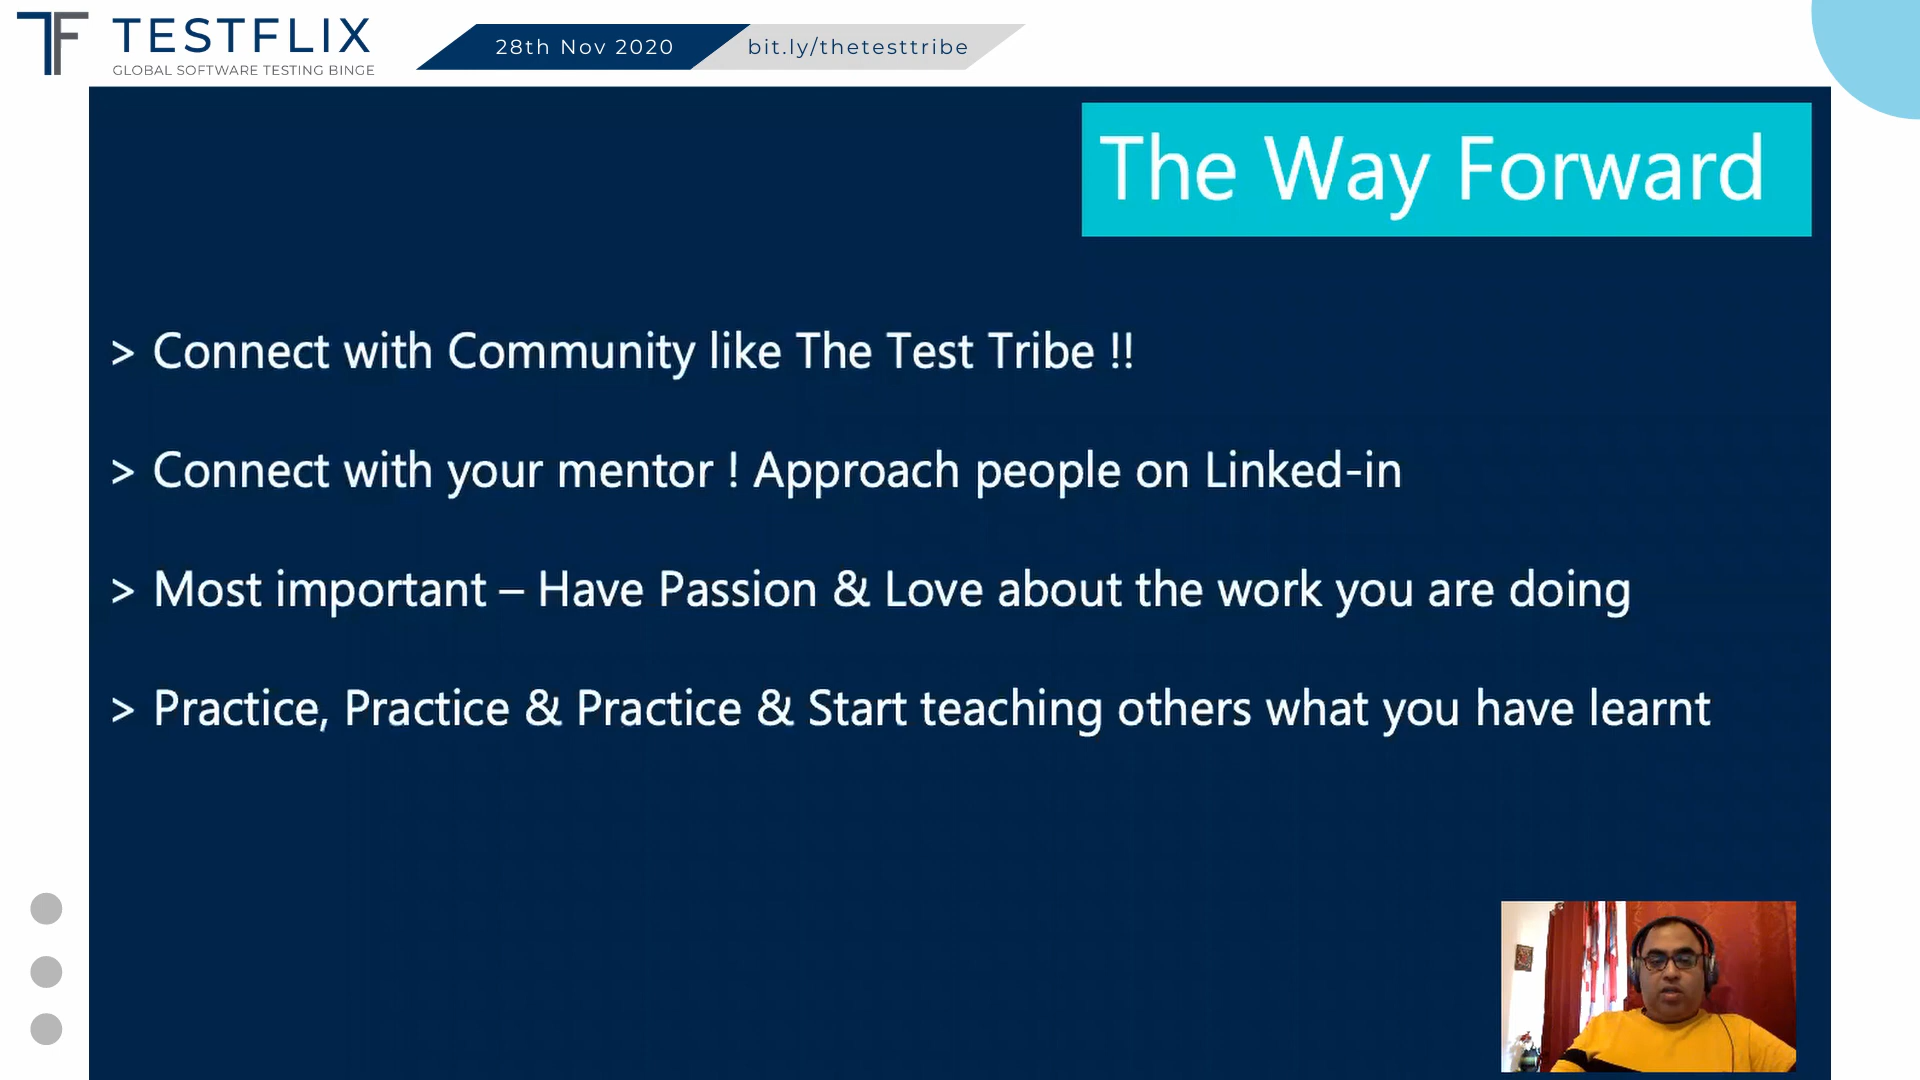 TF TESTFLIX
GLOBAL SOFTWARE TESTING BINGE
28th Nov 2020
bit.ly/thetesttribe
The Way Forward
> Connect with Community like The Test Tribe !!
> Connect with your mentor ! Approach people on Linked-in
> Most important – Have Passion & Love about the work you are doing
> Practice, Practice & Practice & Start teaching others what you have learnt